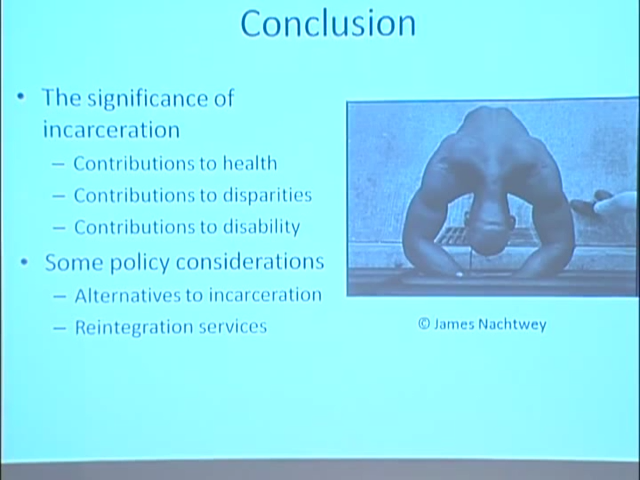 Conclusion
• The significance of
incarceration
– Contributions to health
– Contributions to disparities
– Contributions to disability
• Some policy considerations
– Alternatives to incarceration
– Reintegration services
© James Nachtwey